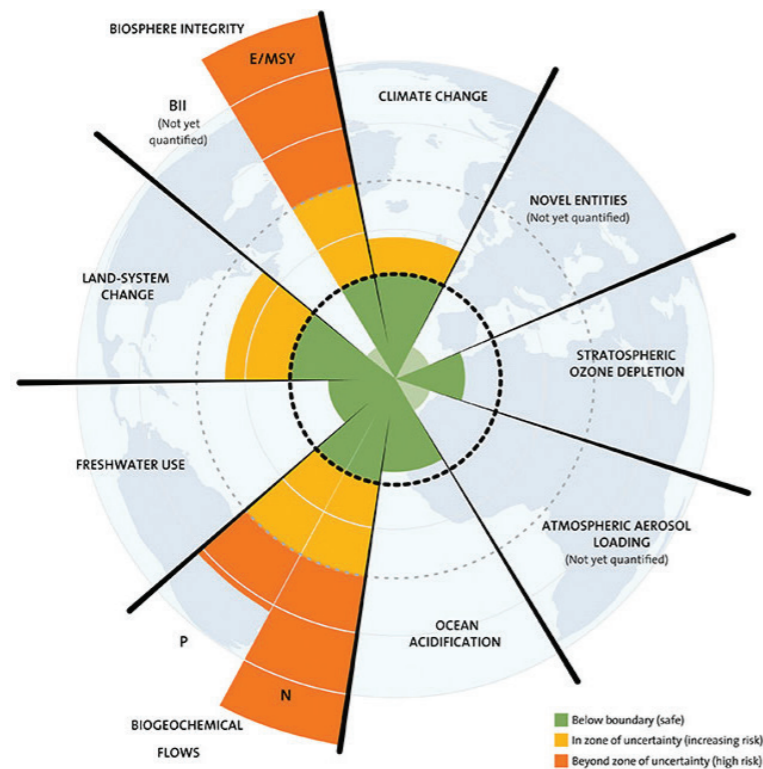 BIOSPHERE INTEGRITY
E/MSY
BII
(Not yet
quantified)
CLIMATE CHANGE
NOVEL ENTITIES
(Not yet quantified)
LAND-SYSTEM
CHANGE
STRATOSPHERIC
OZONE DEPLETION
FRESHWATER USE
ATMOSPHERIC AEROSOL
LOADING
(Not yet quantified)
OCEAN
ACIDIFICATION
P
N
BIOGEOCHEMICAL
FLOWS
Below boundary (safe)
In zone of uncertainty (increasing risk)
Beyond zone of uncertainty (high risk)